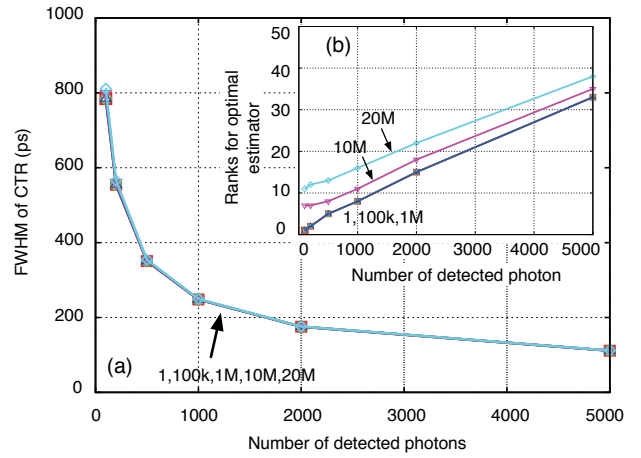 FWHM of CTR (ps)
800
600
400
200
0
0
1000
2000
3000
4000
5000
Number of detected photons
(a)
1,100k,1M,10M,20M
(b)
Ranks for optimal
estimator
50
40
30
20
10
0
0
1000
2000
3000
4000
5000
Number of detected photon
20M
10M
1,100k,1M